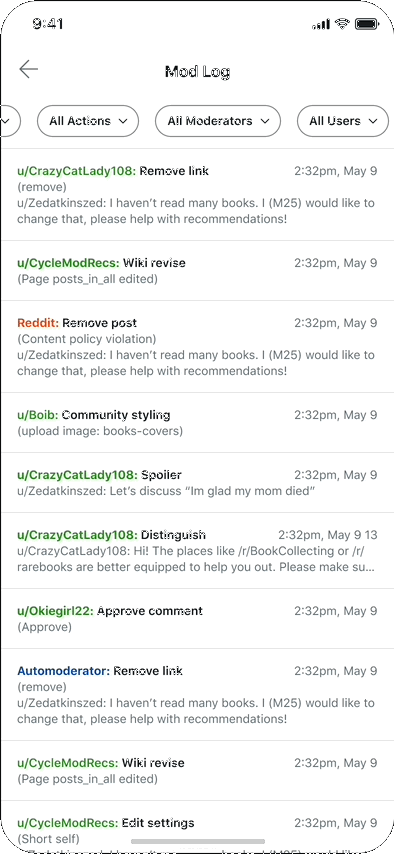 9:41
Mod Log
All Actions
All Moderators
All Users
u/CrazyCatLady108: Remove link 2:32pm, May 9
(remove)
u/Zedatkinszed: I haven’t read many books. I (M25) would like to
change that, please help with recommendations!
u/CycleModRecs: Wiki revise 2:32pm, May 9
(Page posts_in_all edited)
Reddit: Remove post 2:32pm, May 9
(Content policy violation)
u/Zedatkinszed: I haven’t read many books. I (M25) would like to
change that, please help with recommendations!
u/Boib: Community styling 2:32pm, May 9
(upload image: books-covers)
u/CrazyCatLady108: Spoiler 2:32pm, May 9
u/Zedatkinszed: Let’s discuss “Im glad my mom died”
u/CrazyCatLady108: Distinguish 2:32pm, May 9 13
u/CrazyCatLady108: Hi! The places like /r/BookCollecting or /r/
rarebooks are better equipped to help you out. Please make su...
u/Okiegirl22: Approve comment 2:32pm, May 9
(Approve)
Automoderator: Remove link 2:32pm, May 9
(remove)
u/Zedatkinszed: I haven’t read many books. I (M25) would like to
change that, please help with recommendations!
u/CycleModRecs: Wiki revise 2:32pm, May 9
(Page posts_in_all edited)
u/CycleModRecs: Edit settings 2:32pm, May 9
(Short self)